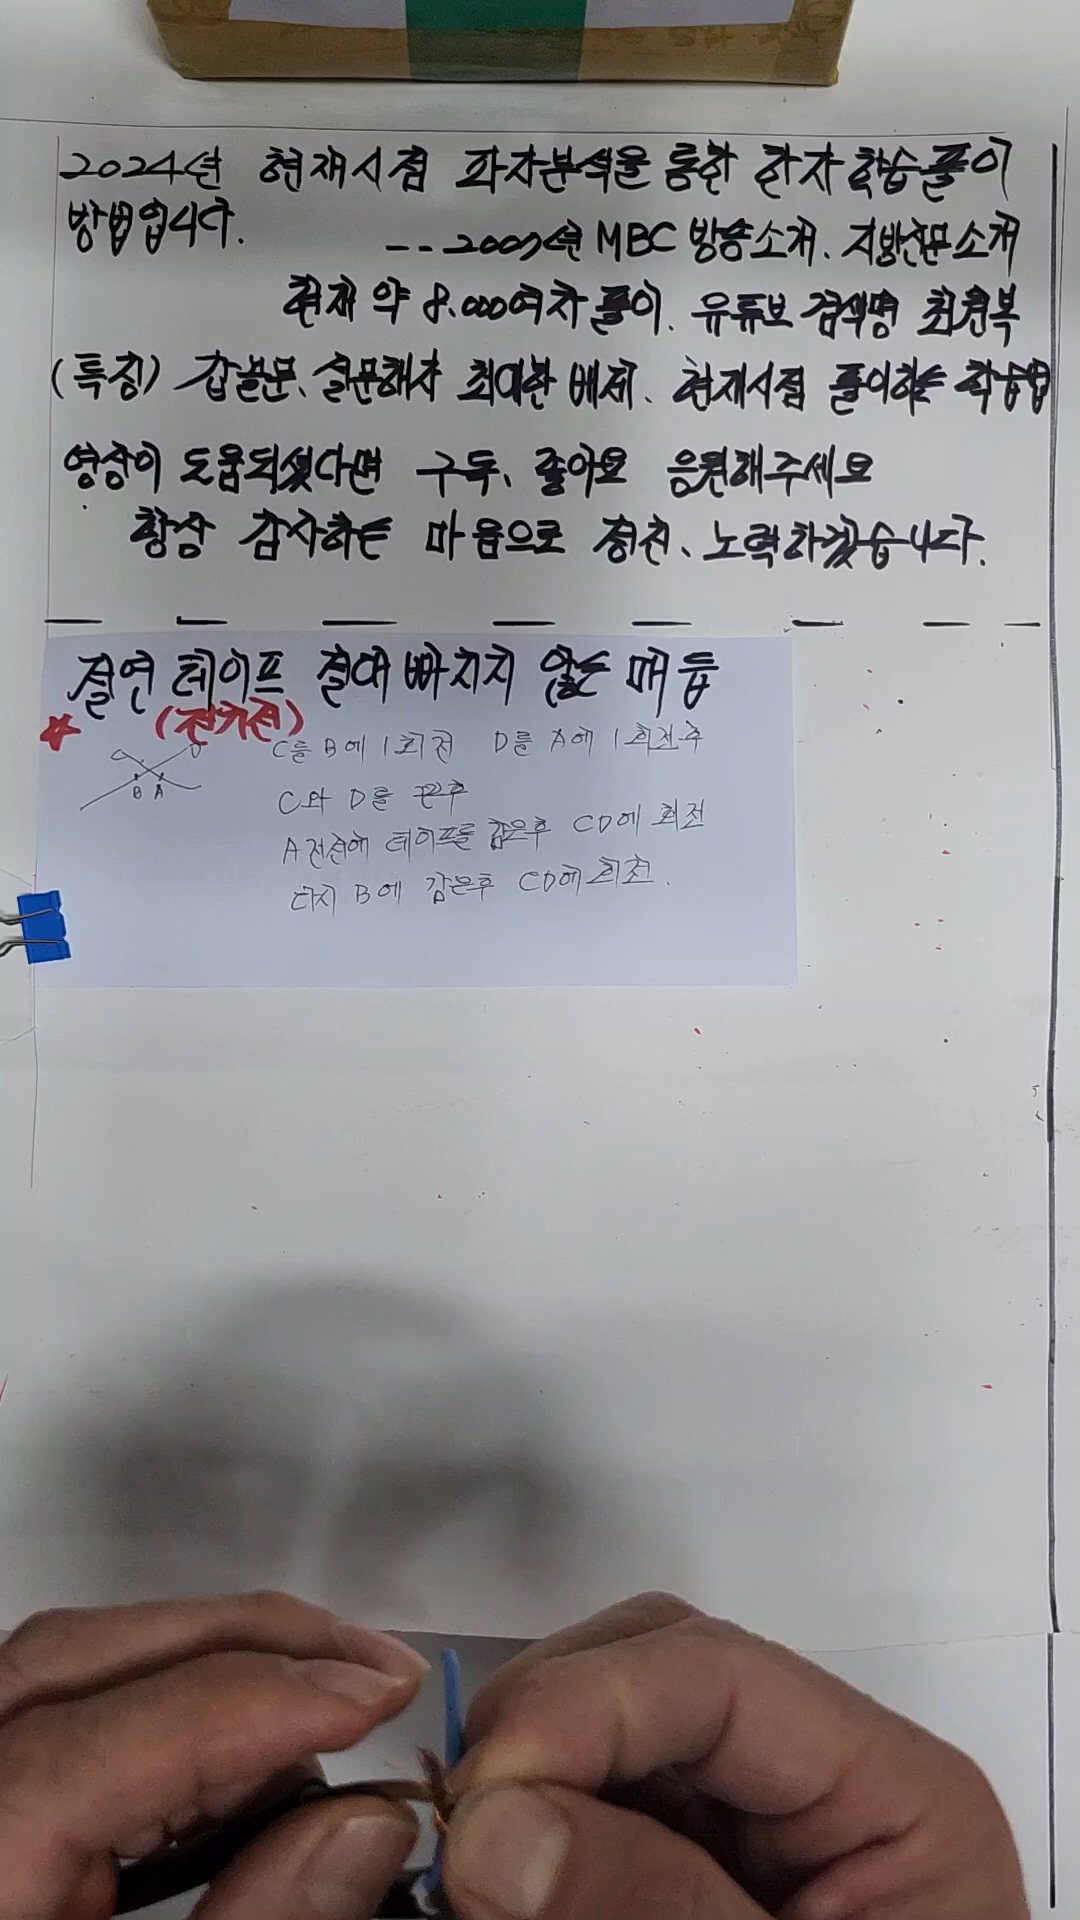 2024년 현재시점 파자분석을 통한 한자 학습풀이
방법입니다.
---2007년 MBC 방송소개, 지방신문소개
현재 약 8.000여자 풀이. 유튜브 검색명 최원복
(특징) 갑골문, 설문해자 최대한 배제. 현재시점 풀이하는 학습법
영상이 도움되셨다면 구독, 좋아요 응원해주세요
항상 감사하는 마음으로 정진, 노력하겠습니다.
절연 테이프 절대 빠지지 않는 매듭
(전기선)
C를 B에 1회전 D를 A에 1회전 후
C와 D를 꼰후
A전선에 테이프를 감은후 CD에 회전
다시 B에 감은후 CD에 회전.
B A